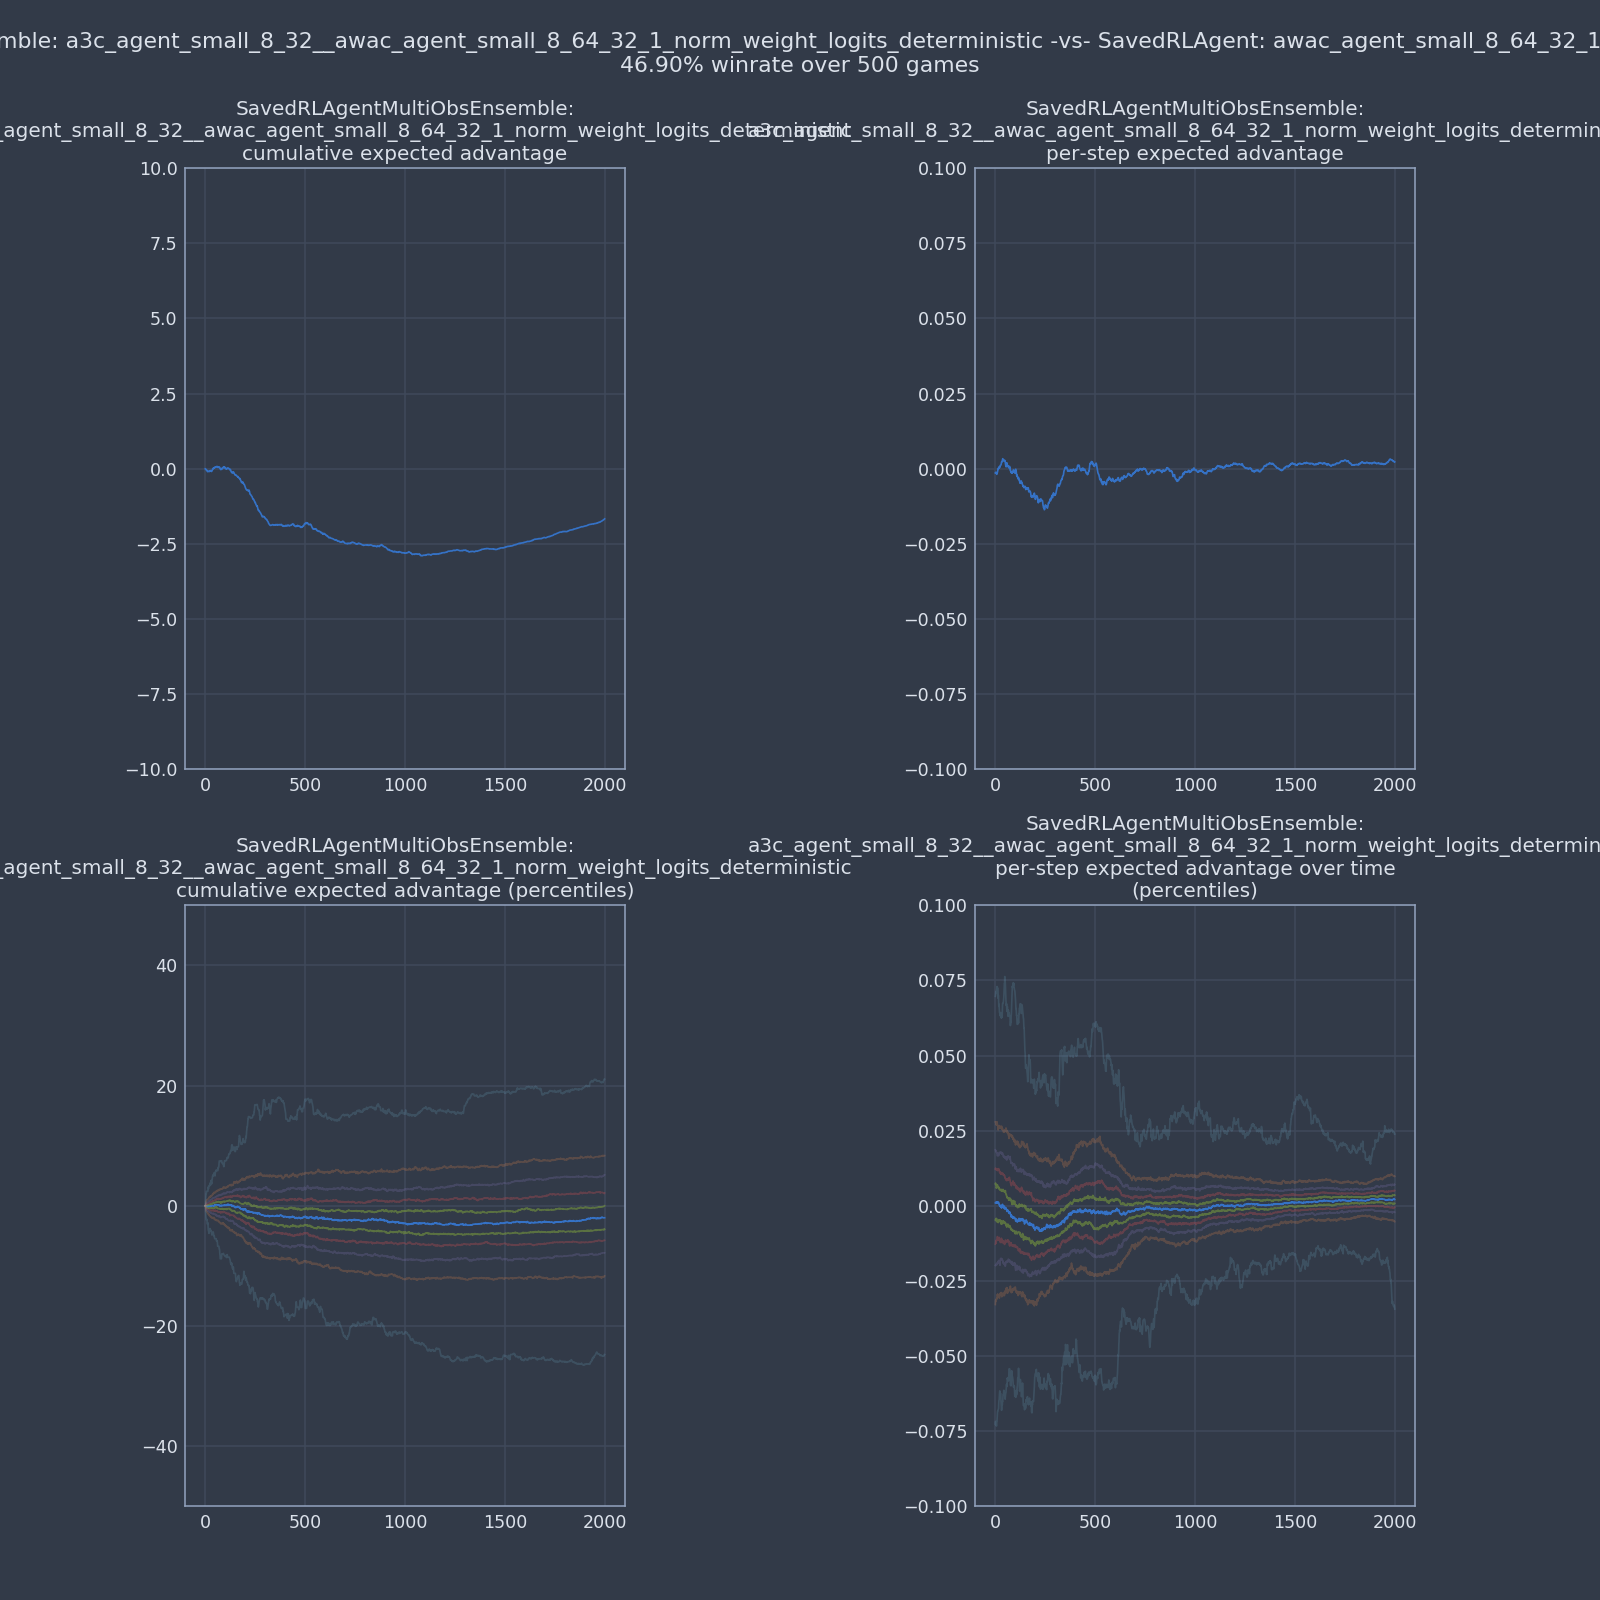 mble: a3c_agent_small_8_32__awac_agent_small_8_64_32_1_norm_weight_logits_deterministic -vs- SavedRLAgent: awac_agent_small_8_64_32_1
46.90% winrate over 500 games
SavedRLAgentMultiObsEnsemble:
_agent_small_8_32__awac_agent_small_8_64_32_1_norm_weight_logits_deterministic
cumulative expected advantage
10.0
7.5
5.0
2.5
0.0
−2.5
−5.0
−7.5
−10.0
0 500 1000 1500 2000
SavedRLAgentMultiObsEnsemble:
a3c_agent_small_8_32__awac_agent_small_8_64_32_1_norm_weight_logits_determin
per-step expected advantage
0.100
0.075
0.050
0.025
0.000
−0.025
−0.050
−0.075
−0.100
0 500 1000 1500 2000
SavedRLAgentMultiObsEnsemble:
_agent_small_8_32__awac_agent_small_8_64_32_1_norm_weight_logits_deterministic
cumulative expected advantage (percentiles)
40
20
0
−20
−40
0 500 1000 1500 2000
SavedRLAgentMultiObsEnsemble:
a3c_agent_small_8_32__awac_agent_small_8_64_32_1_norm_weight_logits_determin
per-step expected advantage over time
(percentiles)
0.100
0.075
0.050
0.025
0.000
−0.025
−0.050
−0.075
−0.100
0 500 1000 1500 2000